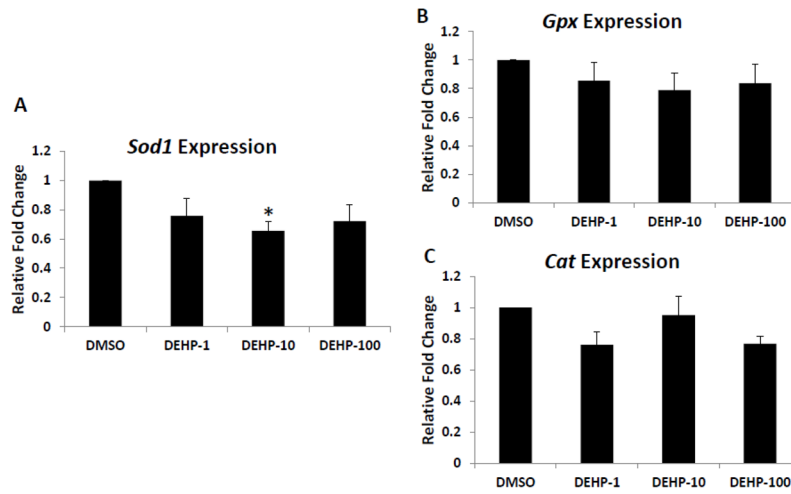 A
Sod1 Expression
Relative Fold Change
1.2
1
0.8
0.6
0.4
0.2
0
*
DMSO DEHP-1 DEHP-10 DEHP-100
B
Gpx Expression
Relative Fold Change
1.2
1
0.8
0.6
0.4
0.2
0
DMSO DEHP-1 DEHP-10 DEHP-100
C
Cat Expression
Relative Fold Change
1.2
1
0.8
0.6
0.4
0.2
0
DMSO DEHP-1 DEHP-10 DEHP-100